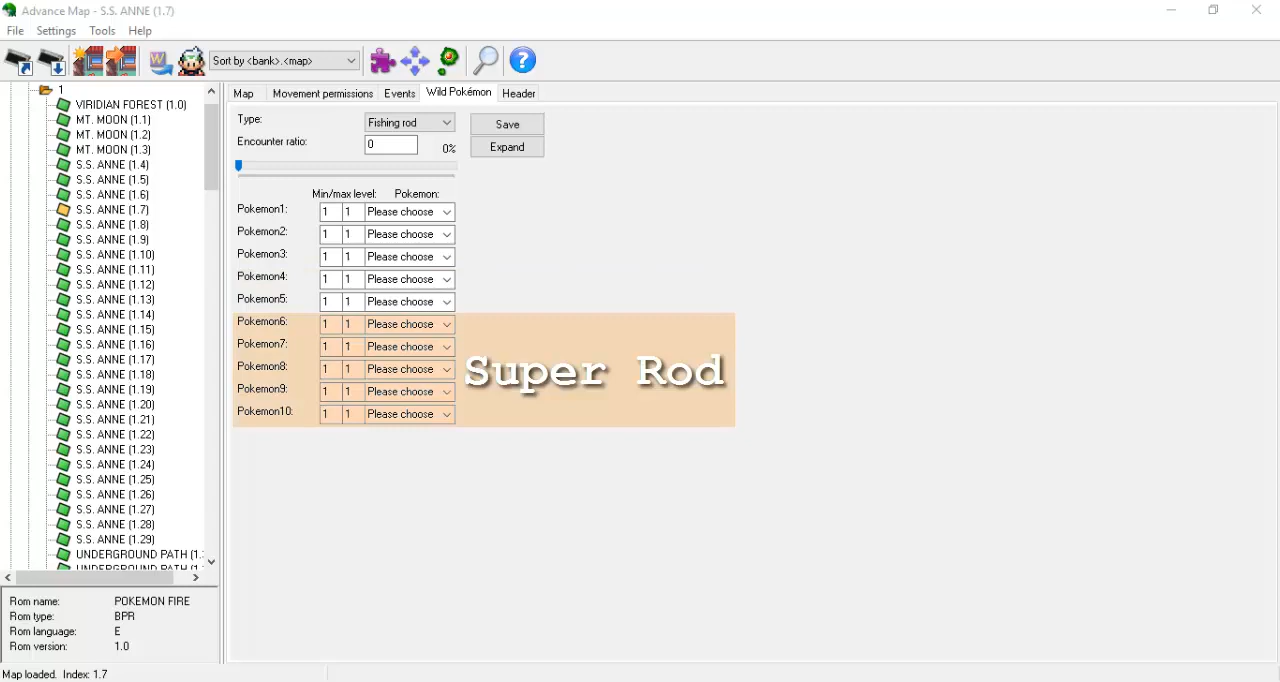 Advance Map - S.S. ANNE (1.7)
File Settings Tools Help
Sort by <bank>.<map>
1
VIRIDIAN FOREST (1.0)
MT. MOON (1.1)
MT. MOON (1.2)
MT. MOON (1.3)
S.S. ANNE (1.4)
S.S. ANNE (1.5)
S.S. ANNE (1.6)
S.S. ANNE (1.7)
S.S. ANNE (1.8)
S.S. ANNE (1.9)
S.S. ANNE (1.10)
S.S. ANNE (1.11)
S.S. ANNE (1.12)
S.S. ANNE (1.13)
S.S. ANNE (1.14)
S.S. ANNE (1.15)
S.S. ANNE (1.16)
S.S. ANNE (1.17)
S.S. ANNE (1.18)
S.S. ANNE (1.19)
S.S. ANNE (1.20)
S.S. ANNE (1.21)
S.S. ANNE (1.22)
S.S. ANNE (1.23)
S.S. ANNE (1.24)
S.S. ANNE (1.25)
S.S. ANNE (1.26)
S.S. ANNE (1.27)
S.S. ANNE (1.28)
S.S. ANNE (1.29)
UNDERGROUND PATH (1.
UNDERGROUND PATH (1.
Rom name: POKEMON FIRE
Rom type: BPR
Rom language: E
Rom version: 1.0
Map loaded. Index: 1.7
Map Movement permissions Events Wild Pokémon Header
Type: Fishing rod Save
Encounter ratio: 0 0% Expand
Min/max level: Pokemon:
Pokemon1: 1 1 Please choose
Pokemon2: 1 1 Please choose
Pokemon3: 1 1 Please choose
Pokemon4: 1 1 Please choose
Pokemon5: 1 1 Please choose
Pokemon6: 1 1 Please choose
Pokemon7: 1 1 Please choose
Pokemon8: 1 1 Please choose
Pokemon9: 1 1 Please choose
Pokemon10: 1 1 Please choose
Super Rod